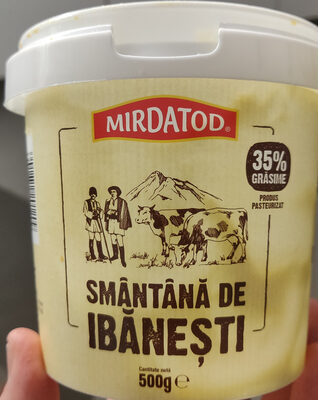 MIRDATOD®
35%
GRĂSIME
PRODUS
PASTEURIZAT
SMÂNTÂNĂ DE
IBĂNEȘTI
Cantitate netă
500g ℮